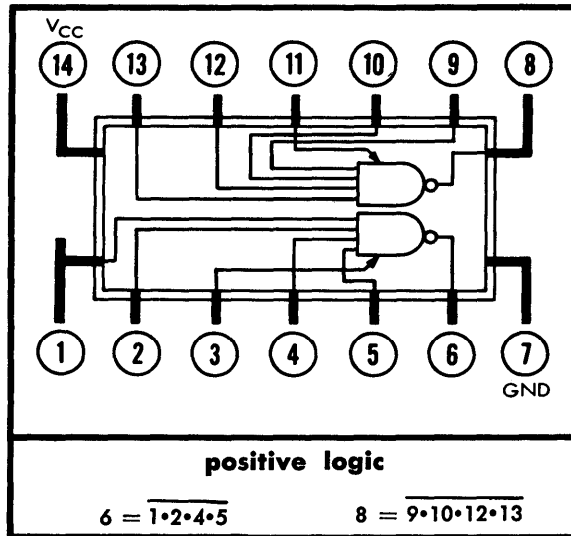 VCC
14 13 12 11 10 9 8
1 2 3 4 5 6 7
GND
positive logic
6 = 1•2•4•5 8 = 9•10•12•13